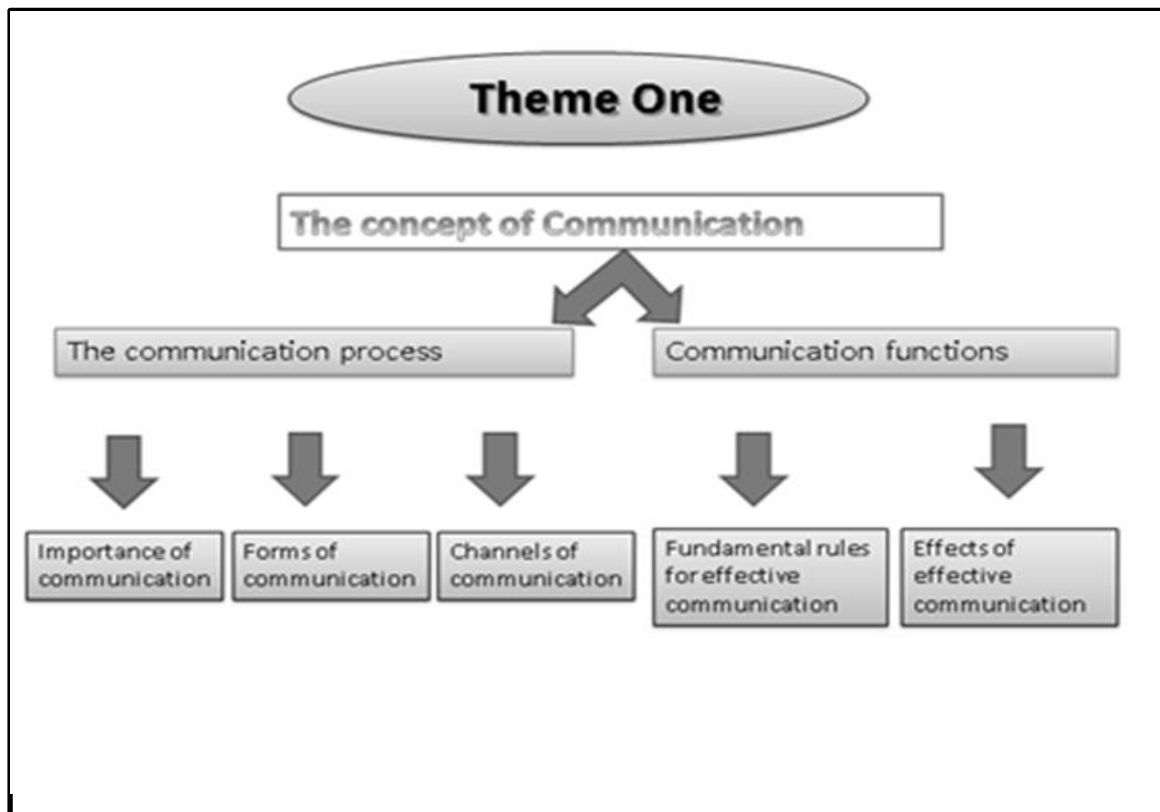 Theme One
The concept of Communication
The communication process
Communication functions
Importance of
communication
Forms of
communication
Channels of
communication
Fundamental rules
for effective
communication
Effects of
effective
communication